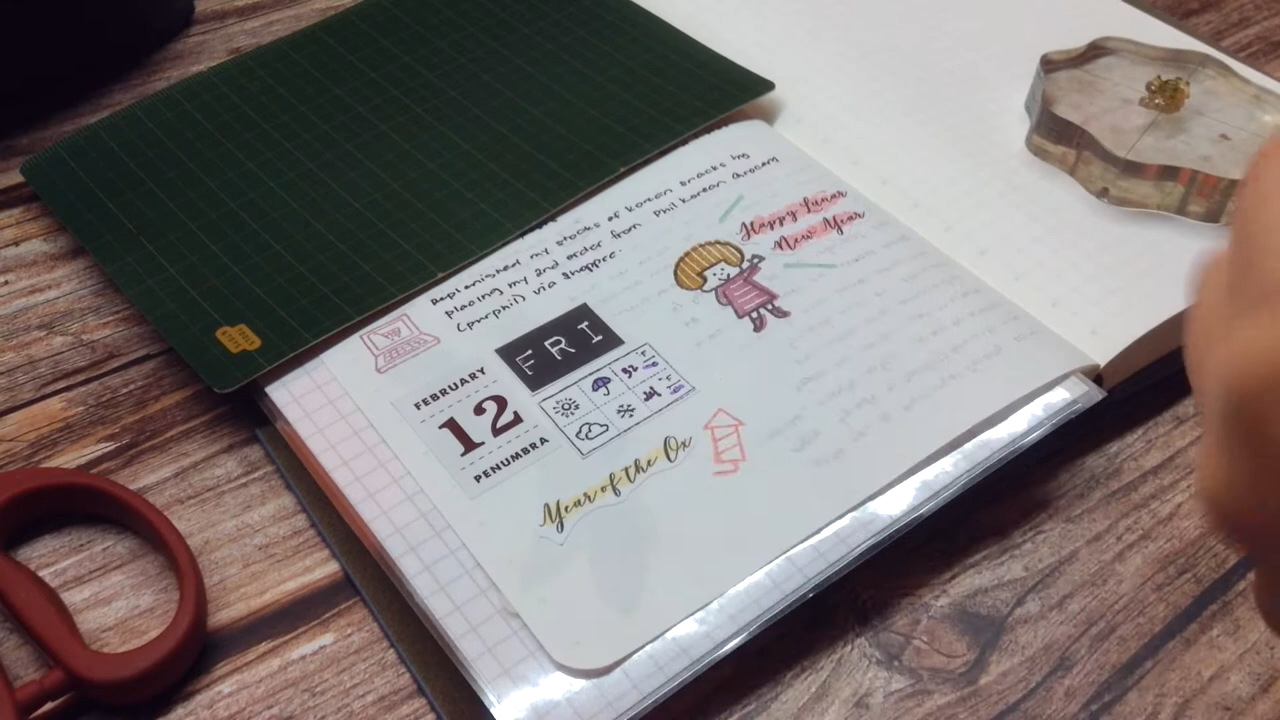 Replenished my stocks of korean snacks by
placing my 2nd order from Phil Korean Grocery
via shopee.
Happy Lunar
New Year
FRI
FEBRUARY
12
PENUMBRA
°F
°F
Year of the Ox